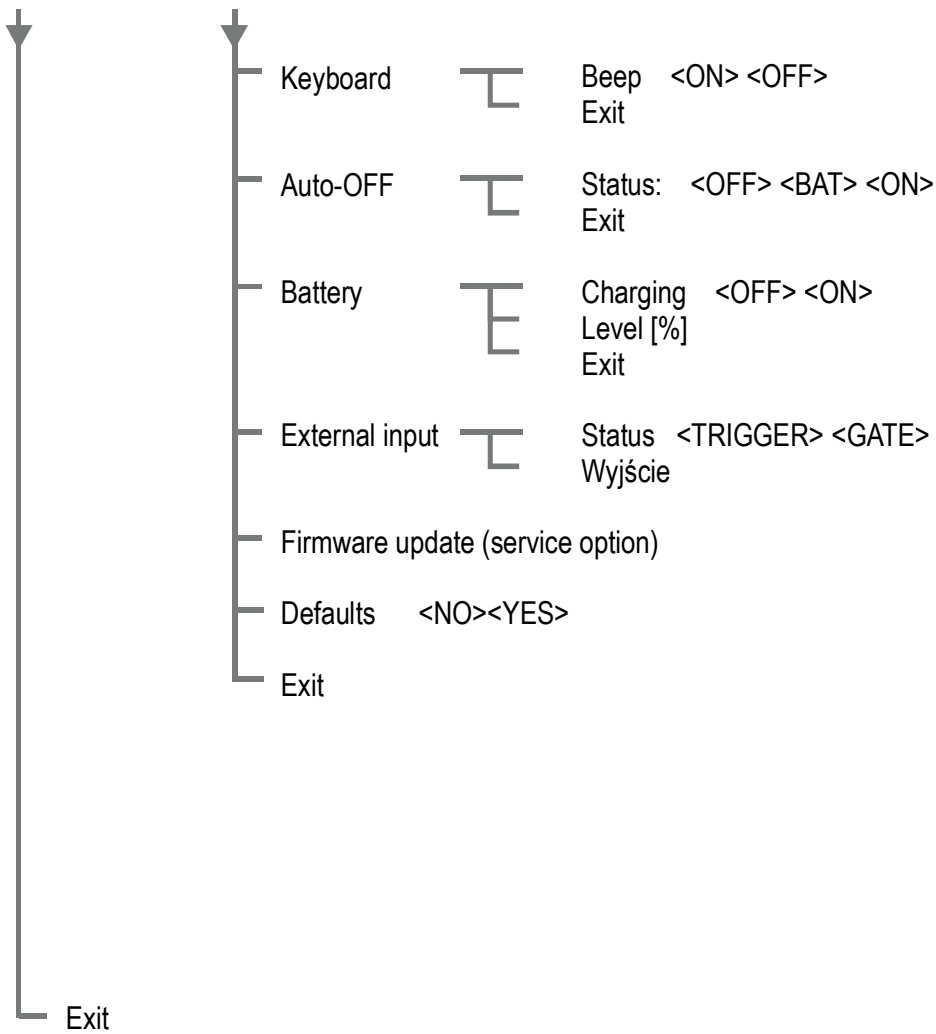 Keyboard Beep <ON> <OFF>
Exit
Auto-OFF Status: <OFF> <BAT> <ON>
Exit
Battery Charging <OFF> <ON>
Level [%]
Exit
External input Status <TRIGGER> <GATE>
Wyjście
Firmware update (service option)
Defaults <NO><YES>
Exit
Exit